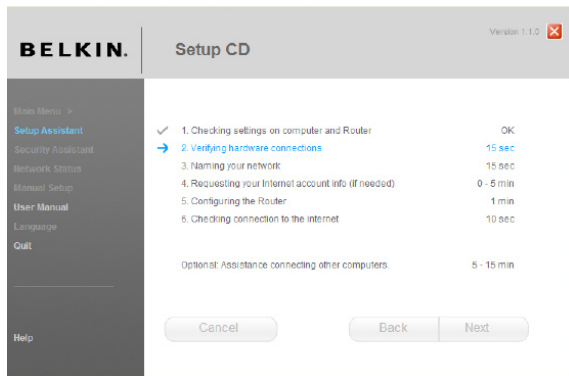 Version 1.1.0
BELKIN.
Setup CD
Main Menu >
Setup Assistant
Security Assistant
Network Status
Manual Setup
User Manual
Language
Quit
Help
1. Checking settings on computer and Router OK
2. Verifying hardware connections 15 sec
3. Naming your network 15 sec
4. Requesting your Internet account info (if needed) 0 - 5 min
5. Configuring the Router 1 min
6. Checking connection to the internet 10 sec
Optional: Assistance connecting other computers. 5 - 15 min
Cancel
Back
Next